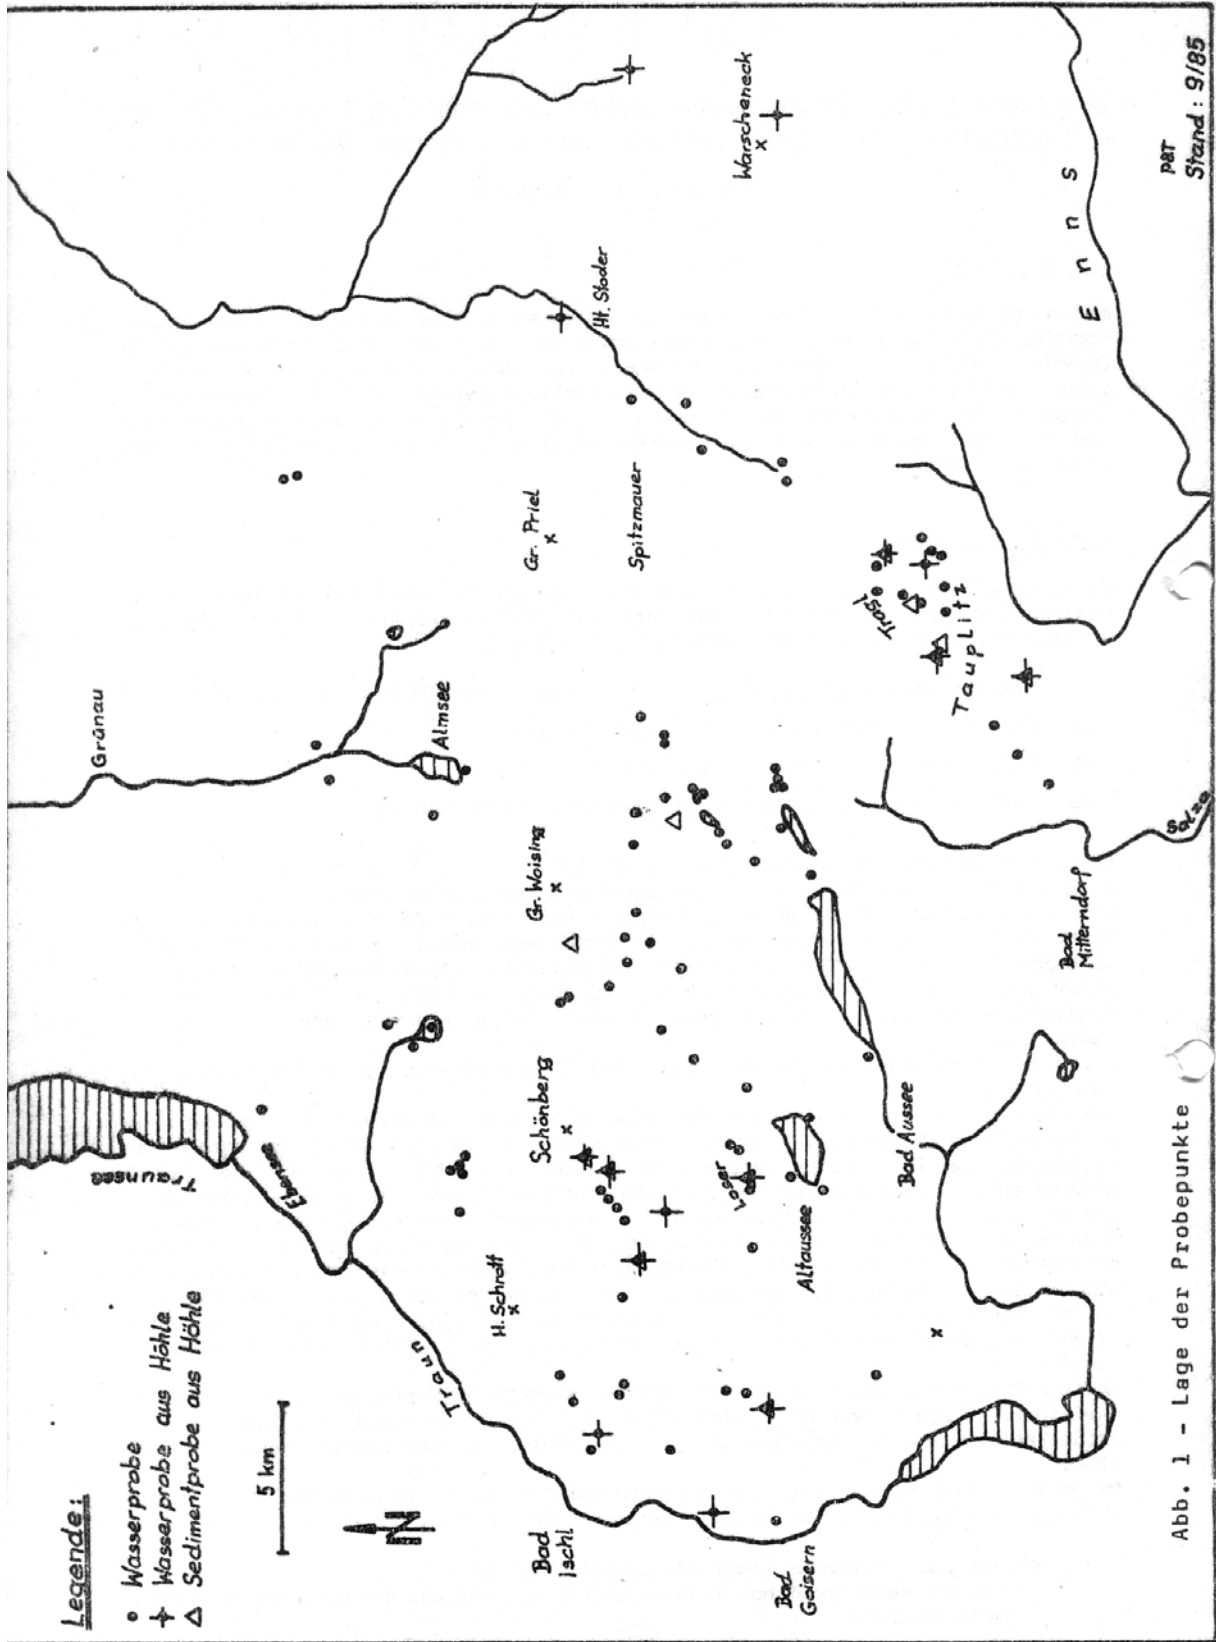 Legende:
Wasserprobe
Wasserprobe aus Höhle
Sedimentprobe aus Höhle
5 km
N
Traunsee
Ebensee
Grünau
Almsee
Traun
H. Schrott
Schönberg
Gr. Woising
Gr. Priel
Spitzmauer
Ht. Stoder
Warscheneck
Bad
Ischl
Loser
Altaussee
Tragl
Tauplitz
Bad
Goisern
Bad Aussee
Bad
Mitterndorf
Salza
Enns
P&T
Stand: 9/85
Abb. 1 - Lage der Probepunkte